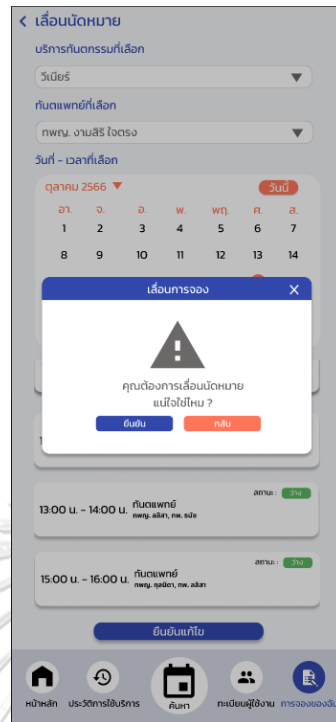 เลื่อนนัดหมาย
บริการทันตกรรมที่เลือก
วีเนียร์
ทันตแพทย์ที่เลือก
ทพญ. งามสิริ ใจตรง
วันที่ - เวลาที่เลือก
ตุลาคม 2566 วันนี้
อา. จ. อ. พ. พฤ. ศ. ส.
1 2 3 4 5 6 7
8 9 10 11 12 13 14
เลื่อนการจอง X
คุณต้องการเลื่อนนัดหมาย
แน่ใจใช่ไหม ?
ยืนยัน กลับ
สถานะ : ว่าง
13:00 น. - 14:00 น. ทันตแพทย์
สถานะ : ว่าง
15:00 น. - 16:00 น. ทันตแพทย์
ยืนยันแก้ไข
หน้าหลัก ประวัติการใช้บริการ ค้นหา ทะเบียนผู้ใช้งาน การจองของฉัน